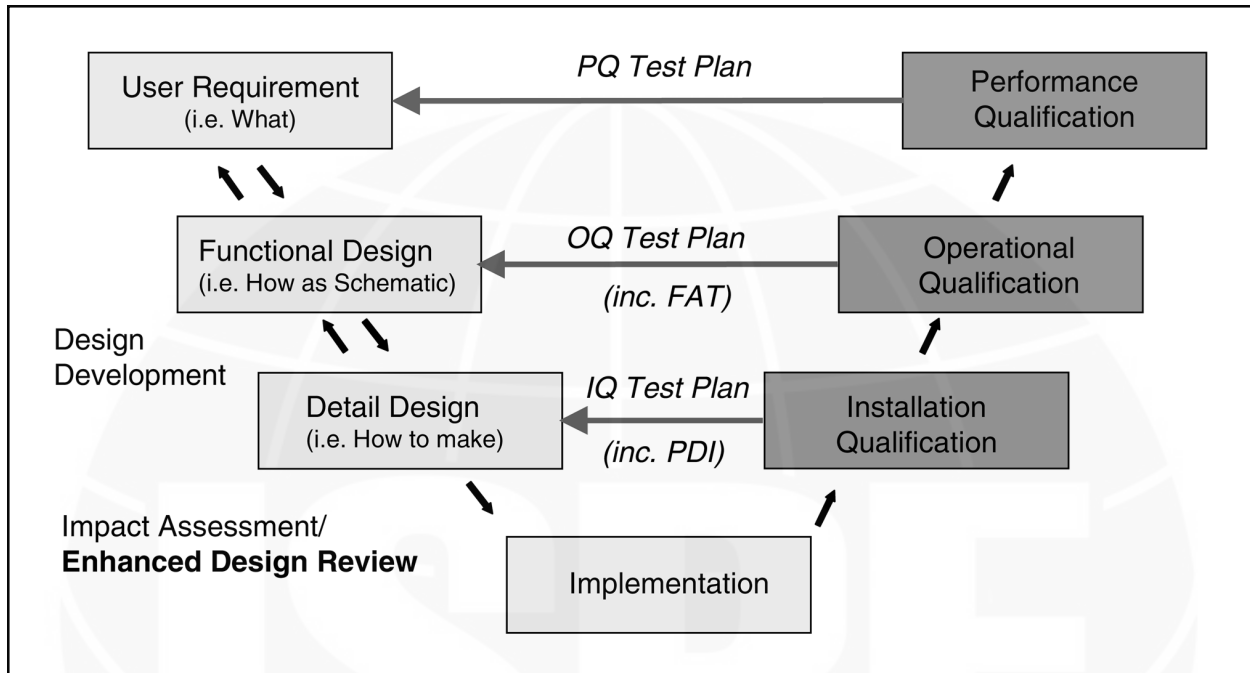 User Requirement
(i.e. What)
PQ Test Plan
Performance
Qualification
Functional Design
(i.e. How as Schematic)
OQ Test Plan
(inc. FAT)
Operational
Qualification
Design
Development
Detail Design
(i.e. How to make)
IQ Test Plan
(inc. PDI)
Installation
Qualification
Impact Assessment/
Enhanced Design Review
Implementation
ISPE